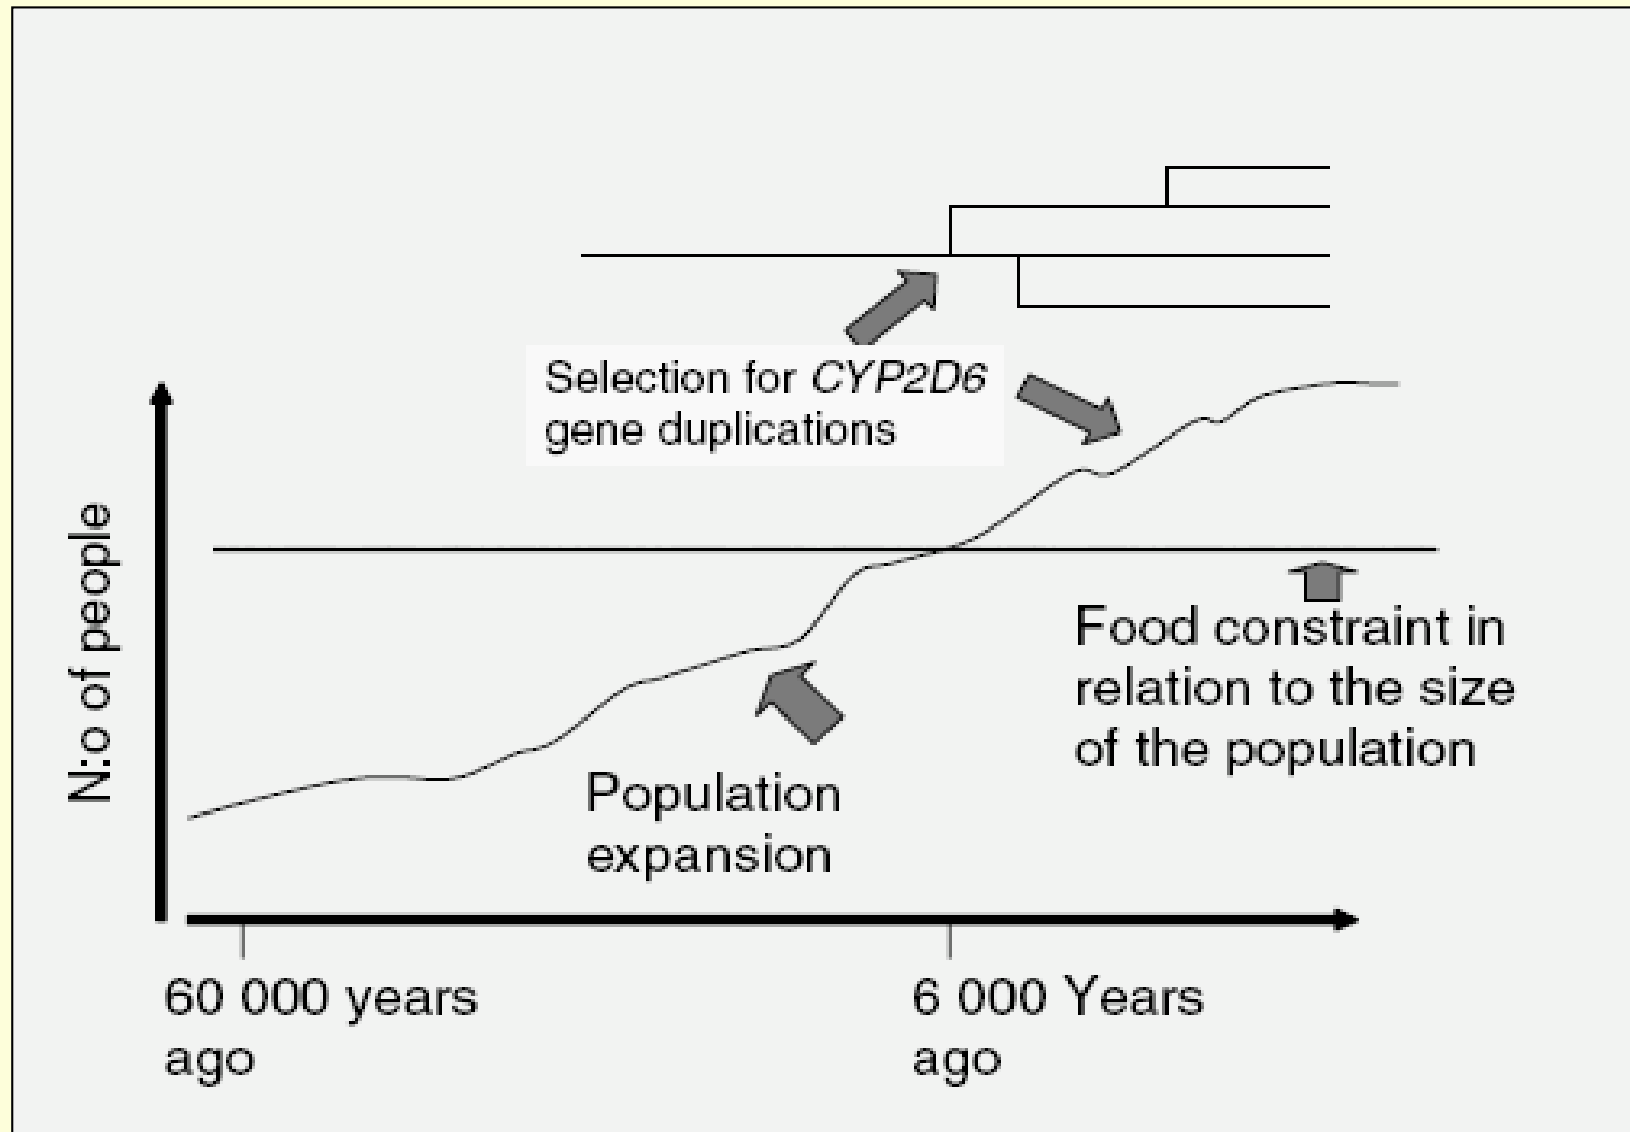 Selection for CYP2D6
gene duplications
N:o of people
Food constraint in
relation to the size
of the population
Population
expansion
60 000 years
ago
6 000 Years
ago